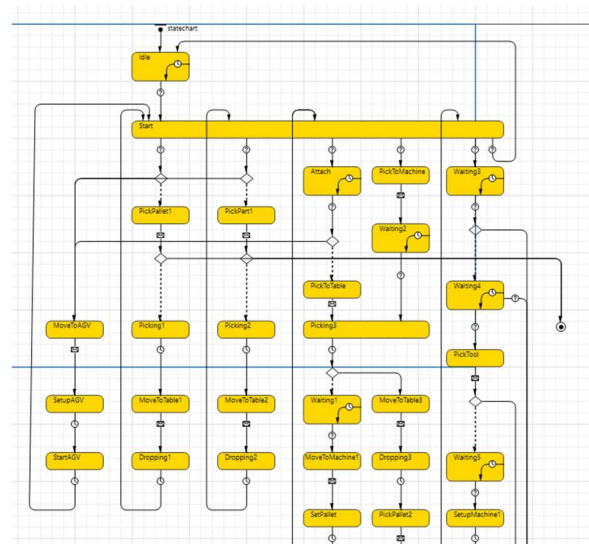 statechart
Idle
Start
Attach
PickToMachine
Waiting3
PickPallet1
PickPart1
Waiting2
PickToTable
Waiting4
MoveToAGV
Picking1
Picking2
Picking3
PickTool
SetupAGV
MoveToTable1
MoveToTable2
Waiting1
MoveToTable3
StartAGV
Dropping1
Dropping2
MoveToMachine1
Dropping3
Waiting5
SetPallet
PickPallet2
SetupMachine1